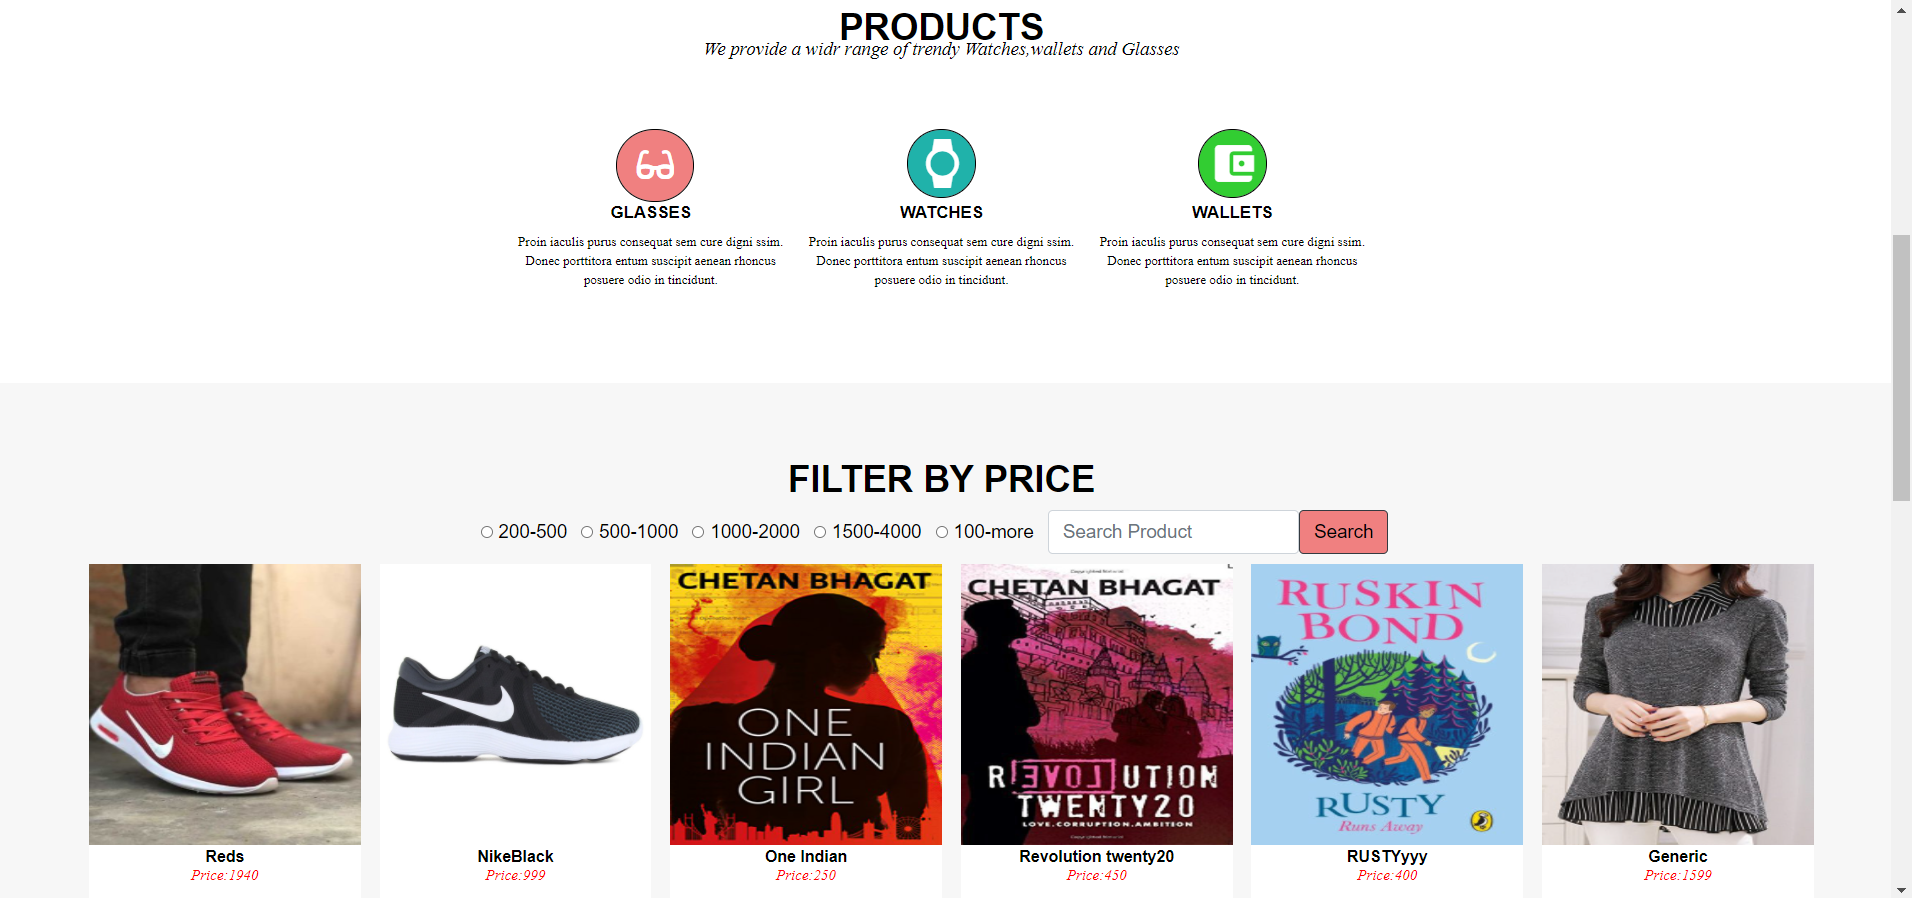 PRODUCTS
We provide a widr range of trendy Watches,wallets and Glasses
GLASSES
Proin iaculis purus consequat sem cure digni ssim.
Donec porttitora entum suscipit aenean rhoncus
posuere odio in tincidunt.
WATCHES
Proin iaculis purus consequat sem cure digni ssim.
Donec porttitora entum suscipit aenean rhoncus
posuere odio in tincidunt.
WALLETS
Proin iaculis purus consequat sem cure digni ssim.
Donec porttitora entum suscipit aenean rhoncus
posuere odio in tincidunt.
FILTER BY PRICE
200-500 500-1000 1000-2000 1500-4000 100-more Search Product Search
Reds
Price:1940
NikeBlack
Price:999
CHETAN BHAGAT
ONE
INDIAN
GIRL
One Indian
Price:250
CHETAN BHAGAT
REVOLUTION
TWENTY20
LOVE.CORRUPTION.AMBITION
Revolution twenty20
Price:450
RUSKIN
BOND
RUSTY
Runs Away
RUSTYyyy
Price:400
Generic
Price:1599